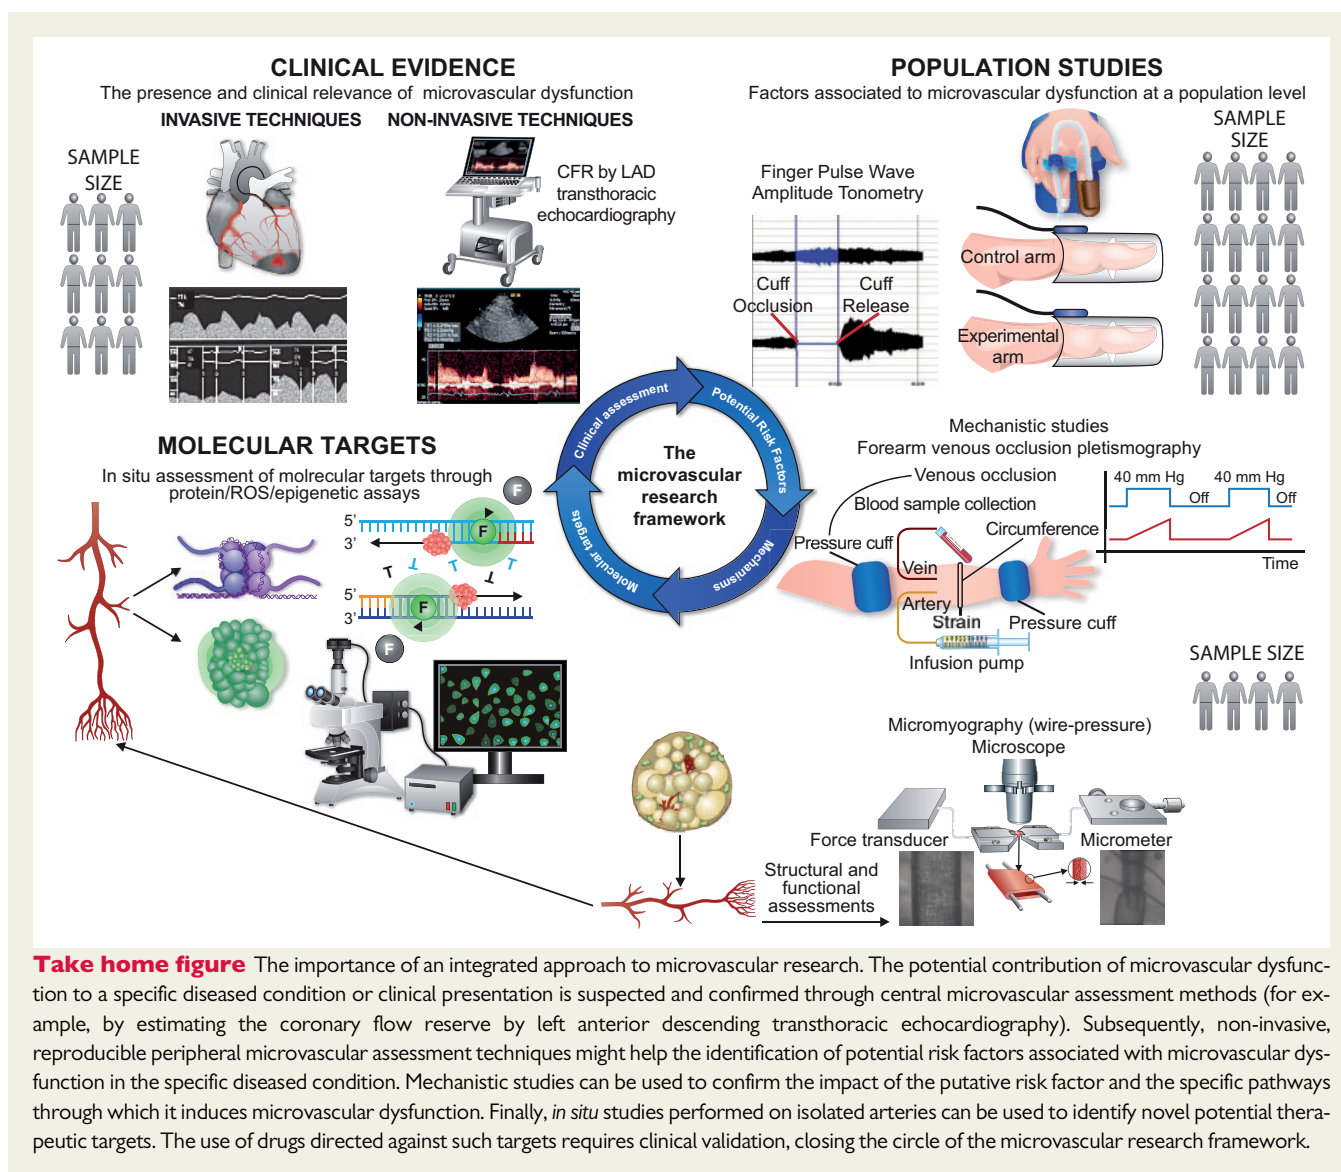 CLINICAL EVIDENCE
The presence and clinical relevance of microvascular dysfunction
INVASIVE TECHNIQUES
NON-INVASIVE TECHNIQUES
SAMPLE
SIZE
CFR by LAD
transthoracic
echocardiography
POPULATION STUDIES
Factors associated to microvascular dysfunction at a population level
SAMPLE
SIZE
Finger Pulse Wave
Amplitude Tonometry
Cuff
Occlusion
Cuff
Release
Control arm
Experimental
arm
Clinical assessment
Potential Risk Factors
Mechanisms
Molecular targets
The
microvascular
research
framework
MOLECULAR TARGETS
In situ assessment of molrecular targets through
protein/ROS/epigenetic assays
F
5'
3'
F
T T T T T T
5'
3'
F
F
Mechanistic studies
Forearm venous occlusion pletismography
Venous occlusion
Blood sample collection
Circumference
Pressure cuff
Vein
Artery
Strain
Pressure cuff
Infusion pump
40 mm Hg
40 mm Hg
Off
Off
Time
SAMPLE SIZE
Micromyography (wire-pressure)
Microscope
Force transducer
Micrometer
Structural and
functional
assessments
Take home figure The importance of an integrated approach to microvascular research. The potential contribution of microvascular dysfunc-
tion to a specific diseased condition or clinical presentation is suspected and confirmed through central microvascular assessment methods (for ex-
ample, by estimating the coronary flow reserve by left anterior descending transthoracic echocardiography). Subsequently, non-invasive,
reproducible peripheral microvascular assessment techniques might help the identification of potential risk factors associated with microvascular dys-
function in the specific diseased condition. Mechanistic studies can be used to confirm the impact of the putative risk factor and the specific pathways
through which it induces microvascular dysfunction. Finally, in situ studies performed on isolated arteries can be used to identify novel potential thera-
peutic targets. The use of drugs directed against such targets requires clinical validation, closing the circle of the microvascular research framework.